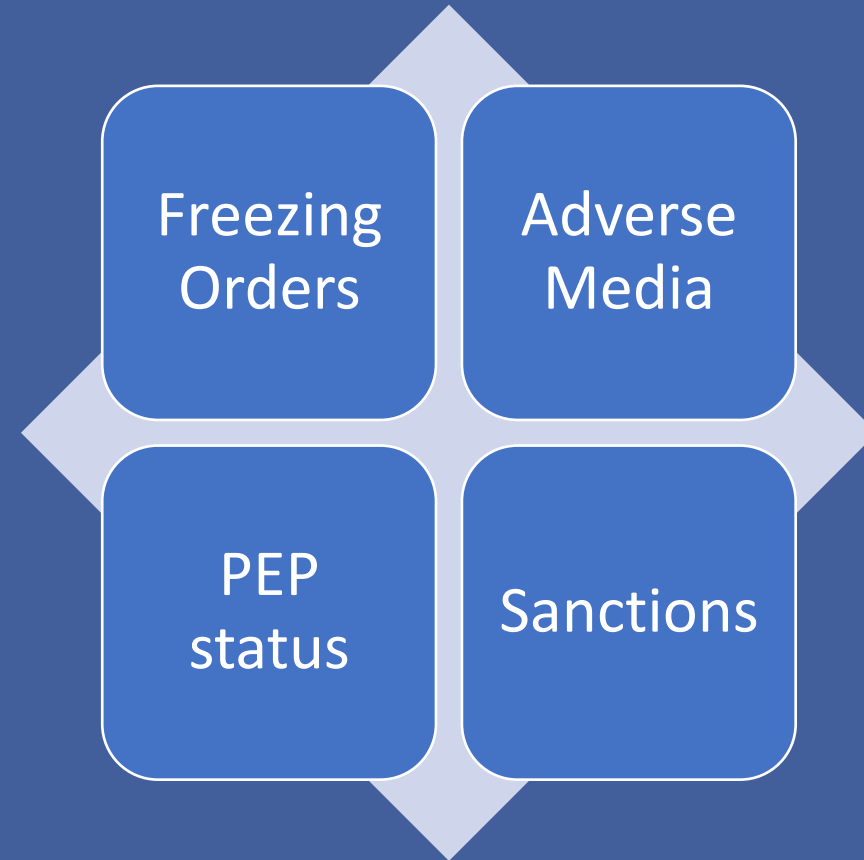 Freezing
Orders
Adverse
Media
PEP
status
Sanctions